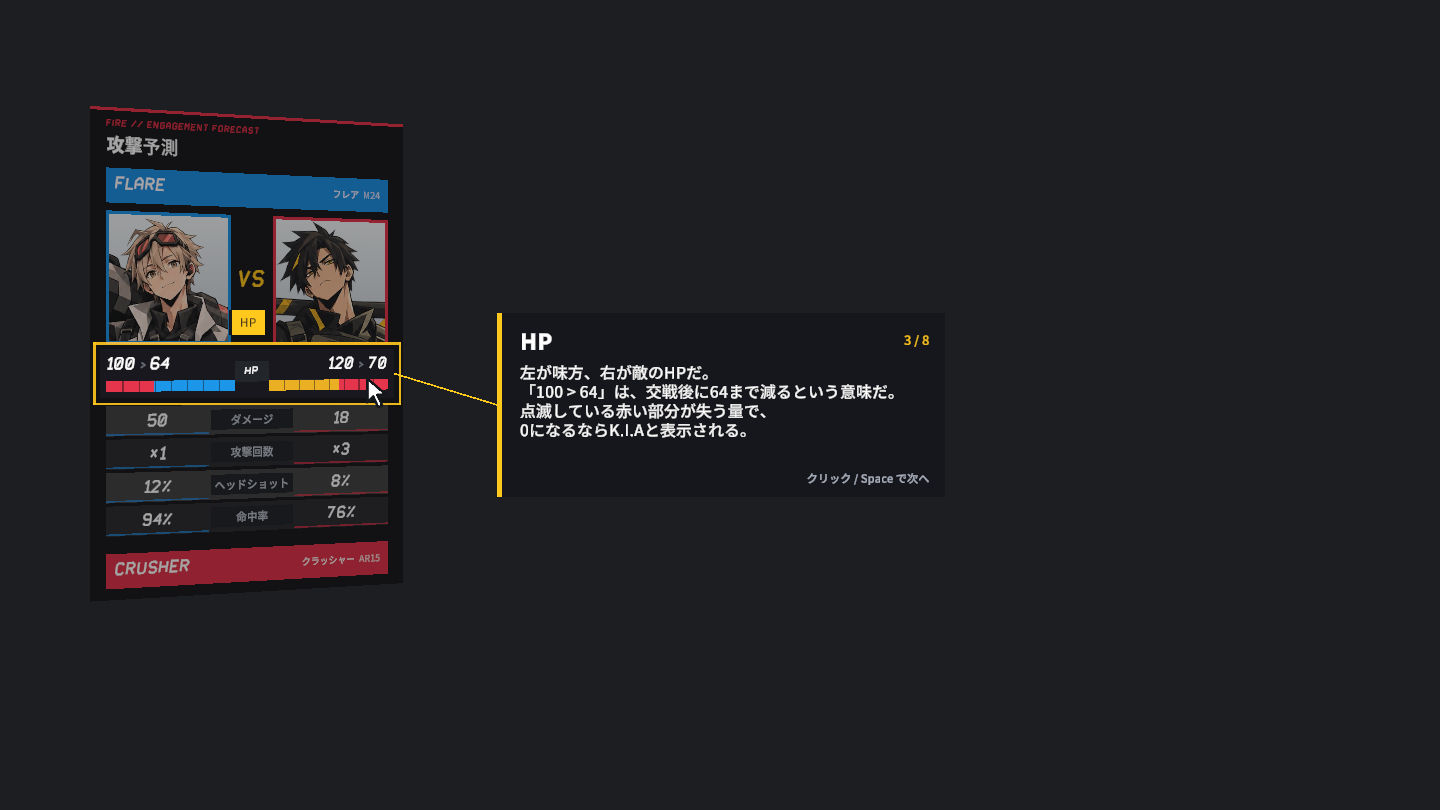 FIRE // ENGAGEMENT FORECAST
攻撃予測
FLARE
フレア M24
VS
HP
100 > 64
HP
120 > 70
50 ダメージ 18
×1 攻撃回数 ×3
12% ヘッドショット 8%
94% 命中率 76%
CRUSHER
クラッシャー AR15
HP
3 / 8
左が味方、右が敵のHPだ。
「100 > 64」は、交戦後に64まで減るという意味だ。
点滅している赤い部分が失う量で、
0になるならK.I.Aと表示される。
クリック / Space で次へ